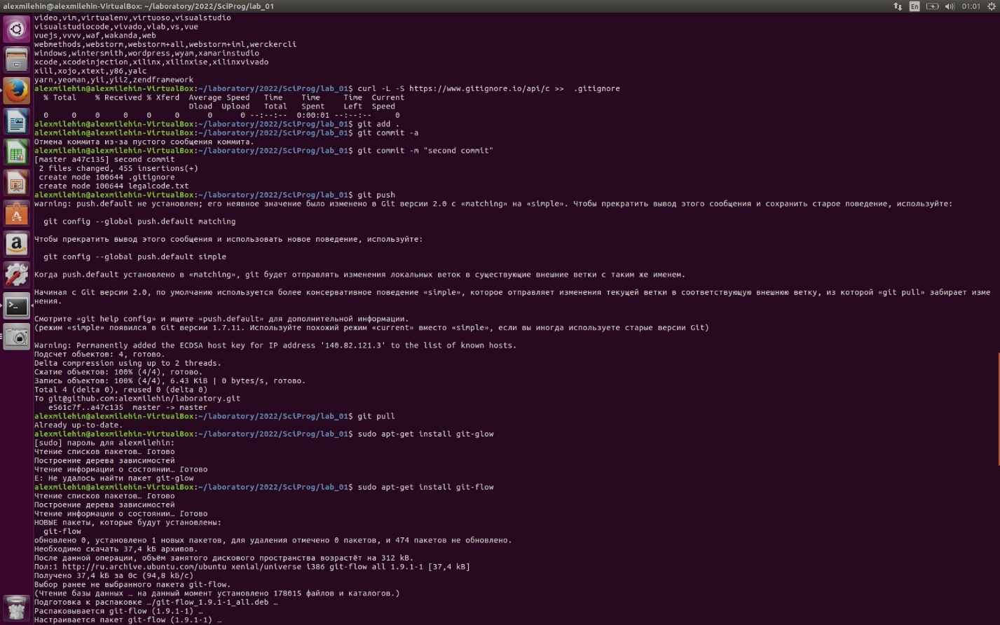 alexmilehin@alexmilehin-VirtualBox: ~/laboratory/2022/SciProg/lab_01
En
01:01
video,vim,virtualenv,virtuoso,visualstudio
visualstudiocode,vivado,vlab,vs,vue
vuejs,vvvv,waf,wakanda,web
webmethods,webstorm,webstorm+all,webstorm+iml,werckercli
windows,wintersmith,wordpress,wyam,xamarinstudio
xcode,xcodeinjection,xilinx,xilinxise,xilinxvivado
xill,xojo,xtext,y86,yalc
yarn,yeoman,yii,yii2,zendframework
alexmilehin@alexmilehin-VirtualBox:~/laboratory/2022/SciProg/lab_01$ curl -L -S https://www.gitignore.io/api/c >>  .gitignore
  % Total    % Received % Xferd  Average Speed   Time    Time     Time  Current
                                 Dload  Upload   Total   Spent    Left  Speed
  0     0    0     0    0     0      0      0 --:--:--  0:00:01 --:--:--     0
alexmilehin@alexmilehin-VirtualBox:~/laboratory/2022/SciProg/lab_01$ git add .
alexmilehin@alexmilehin-VirtualBox:~/laboratory/2022/SciProg/lab_01$ git commit -a
Отмена коммита из-за пустого сообщения коммита.
alexmilehin@alexmilehin-VirtualBox:~/laboratory/2022/SciProg/lab_01$ git commit -m "second commit"
[master a47c135] second commit
 2 files changed, 455 insertions(+)
 create mode 100644 .gitignore
 create mode 100644 legalcode.txt
alexmilehin@alexmilehin-VirtualBox:~/laboratory/2022/SciProg/lab_01$ git push
warning: push.default не установлен; его неявное значение было изменено в Git версии 2.0 с «matching» на «simple». Чтобы прекратить вывод этого сообщения и сохранить старое поведение, используйте:
  git config --global push.default matching
Чтобы прекратить вывод этого сообщения и использовать новое поведение, используйте:
  git config --global push.default simple
Когда push.default установлено в «matching», git будет отправлять изменения локальных веток в существующие внешние ветки с таким же именем.
Начиная с Git версии 2.0, по умолчанию используется более консервативное поведение «simple», которое отправляет изменения текущей ветки в соответствующую внешнюю ветку, из которой «git pull» забирает изме
нения.
Смотрите «git help config» и ищите «push.default» для дополнительной информации.
(режим «simple» появился в Git версии 1.7.11. Используйте похожий режим «current» вместо «simple», если вы иногда используете старые версии Git)
Warning: Permanently added the ECDSA host key for IP address '140.82.121.3' to the list of known hosts.
Подсчет объектов: 4, готово.
Delta compression using up to 2 threads.
Сжатие объектов: 100% (4/4), готово.
Запись объектов: 100% (4/4), 6.43 KiB | 0 bytes/s, готово.
Total 4 (delta 0), reused 0 (delta 0)
To git@github.com:alexmilehin/laboratory.git
   e561c7f..a47c135  master -> master
alexmilehin@alexmilehin-VirtualBox:~/laboratory/2022/SciProg/lab_01$ git pull
Already up-to-date.
alexmilehin@alexmilehin-VirtualBox:~/laboratory/2022/SciProg/lab_01$ sudo apt-get install git-glow
[sudo] пароль для alexmilehin:
Чтение списков пакетов… Готово
Построение дерева зависимостей
Чтение информации о состоянии… Готово
E: Не удалось найти пакет git-glow
alexmilehin@alexmilehin-VirtualBox:~/laboratory/2022/SciProg/lab_01$ sudo apt-get install git-flow
Чтение списков пакетов… Готово
Построение дерева зависимостей
Чтение информации о состоянии… Готово
НОВЫЕ пакеты, которые будут установлены:
  git-flow
обновлено 0, установлено 1 новых пакетов, для удаления отмечено 0 пакетов, и 474 пакетов не обновлено.
Необходимо скачать 37,4 kБ архивов.
После данной операции, объём занятого дискового пространства возрастёт на 312 kB.
Пол:1 http://ru.archive.ubuntu.com/ubuntu xenial/universe i386 git-flow all 1.9.1-1 [37,4 kB]
Получено 37,4 kБ за 0с (94,8 kБ/c)
Выбор ранее не выбранного пакета git-flow.
(Чтение базы данных … на данный момент установлено 178015 файлов и каталогов.)
Подготовка к распаковке …/git-flow_1.9.1-1_all.deb …
Распаковывается git-flow (1.9.1-1) …
Настраивается пакет git-flow (1.9.1-1) …